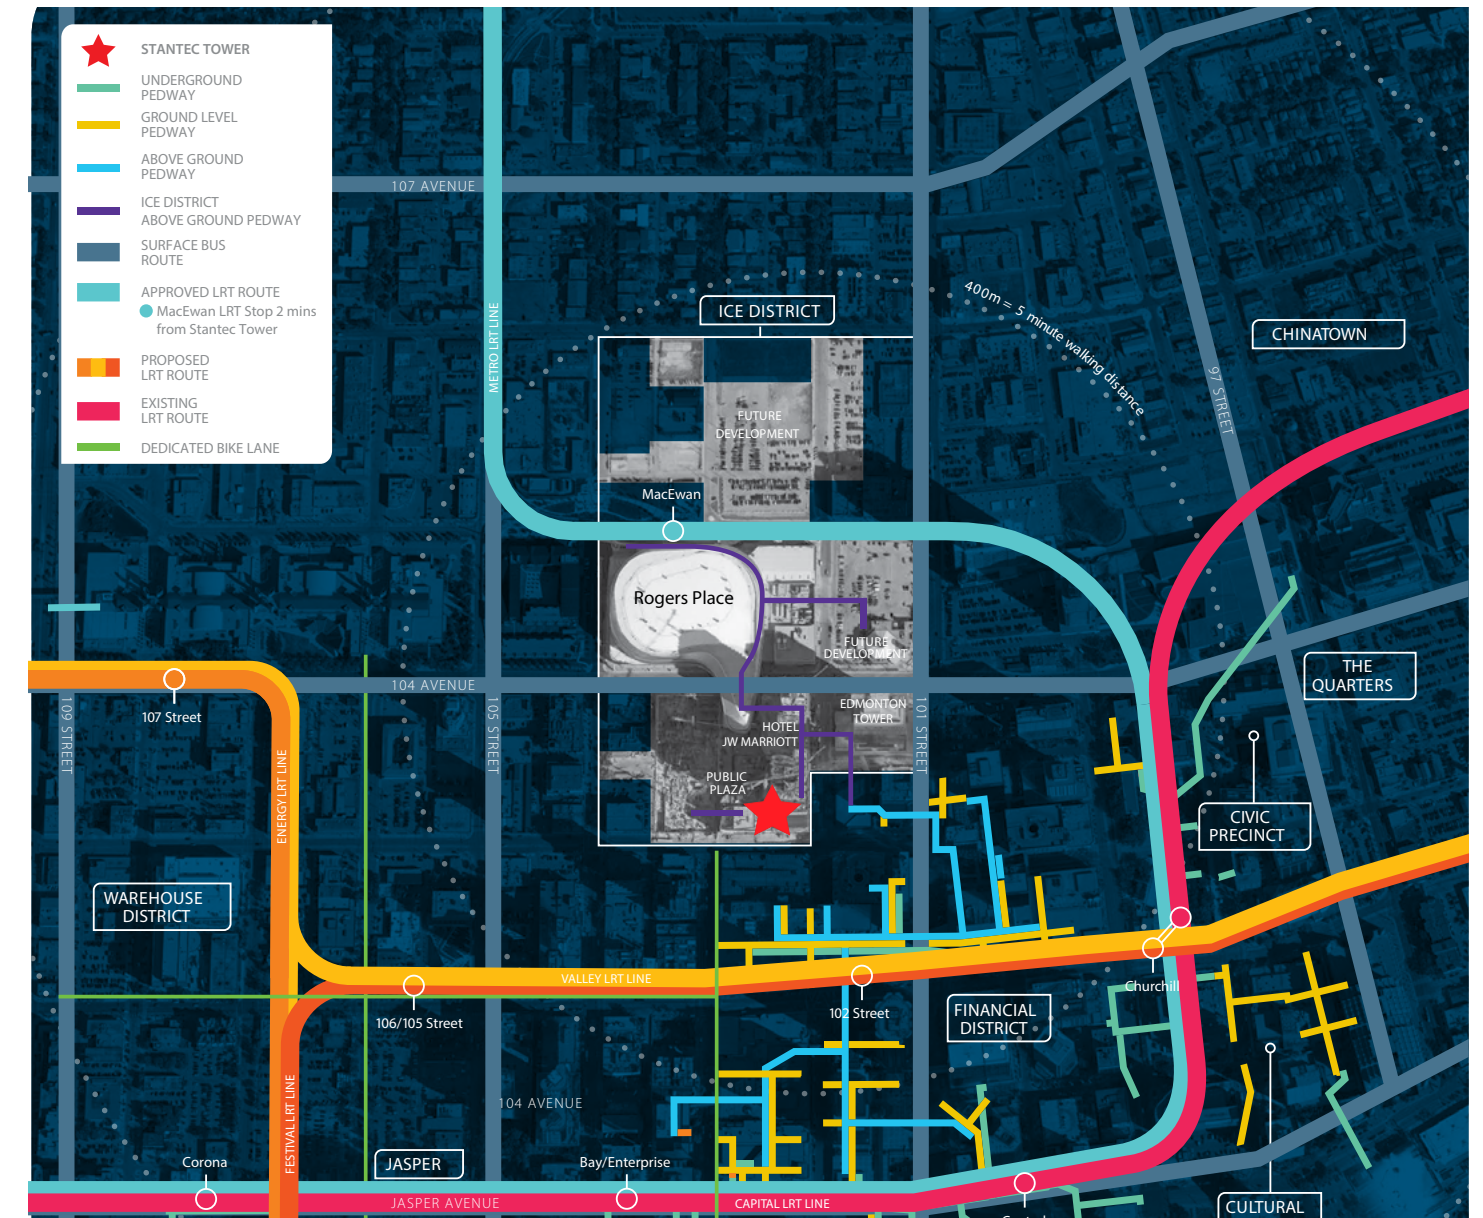 STANTEC TOWER
UNDERGROUND
PEDWAY
GROUND LEVEL
PEDWAY
ABOVE GROUND
PEDWAY
ICE DISTRICT
ABOVE GROUND PEDWAY
SURFACE BUS
ROUTE
APPROVED LRT ROUTE
MacEwan LRT Stop 2 mins
from Stantec Tower
PROPOSED
LRT ROUTE
EXISTING
LRT ROUTE
DEDICATED BIKE LANE
107 AVENUE
METRO LRT LINE
ICE DISTRICT
400m = 5 minute walking distance
CHINATOWN
97 STREET
FUTURE
DEVELOPMENT
MacEwan
Rogers Place
FUTURE
DEVELOPMENT
THE
QUARTERS
104 AVENUE
107 Street
109 STREET
105 STREET
101 STREET
EDMONTON
TOWER
HOTEL
JW MARRIOTT
PUBLIC
PLAZA
ENERGY LRT LINE
CIVIC
PRECINCT
WAREHOUSE
DISTRICT
VALLEY LRT LINE
106/105 Street
102 Street
Churchill
FINANCIAL
DISTRICT
FESTIVAL LRT LINE
104 AVENUE
Corona
JASPER
Bay/Enterprise
JASPER AVENUE
CAPITAL LRT LINE
CULTURAL